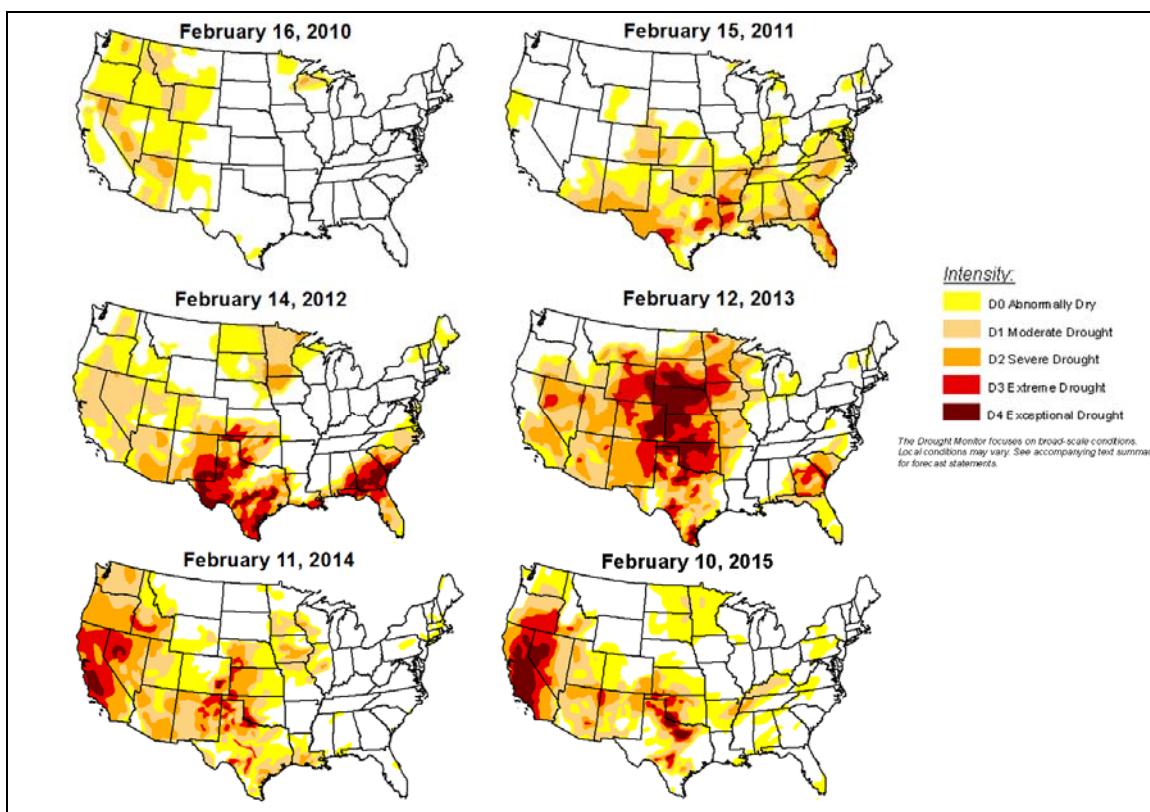 February 16, 2010
February 15, 2011
February 14, 2012
February 12, 2013
Intensity:
D0 Abnormally Dry
D1 Moderate Drought
D2 Severe Drought
D3 Extreme Drought
D4 Exceptional Drought
The Drought Monitor focuses on broad-scale conditions.
Local conditions may vary. See accompanying text summar
for forecast statements.
February 11, 2014
February 10, 2015